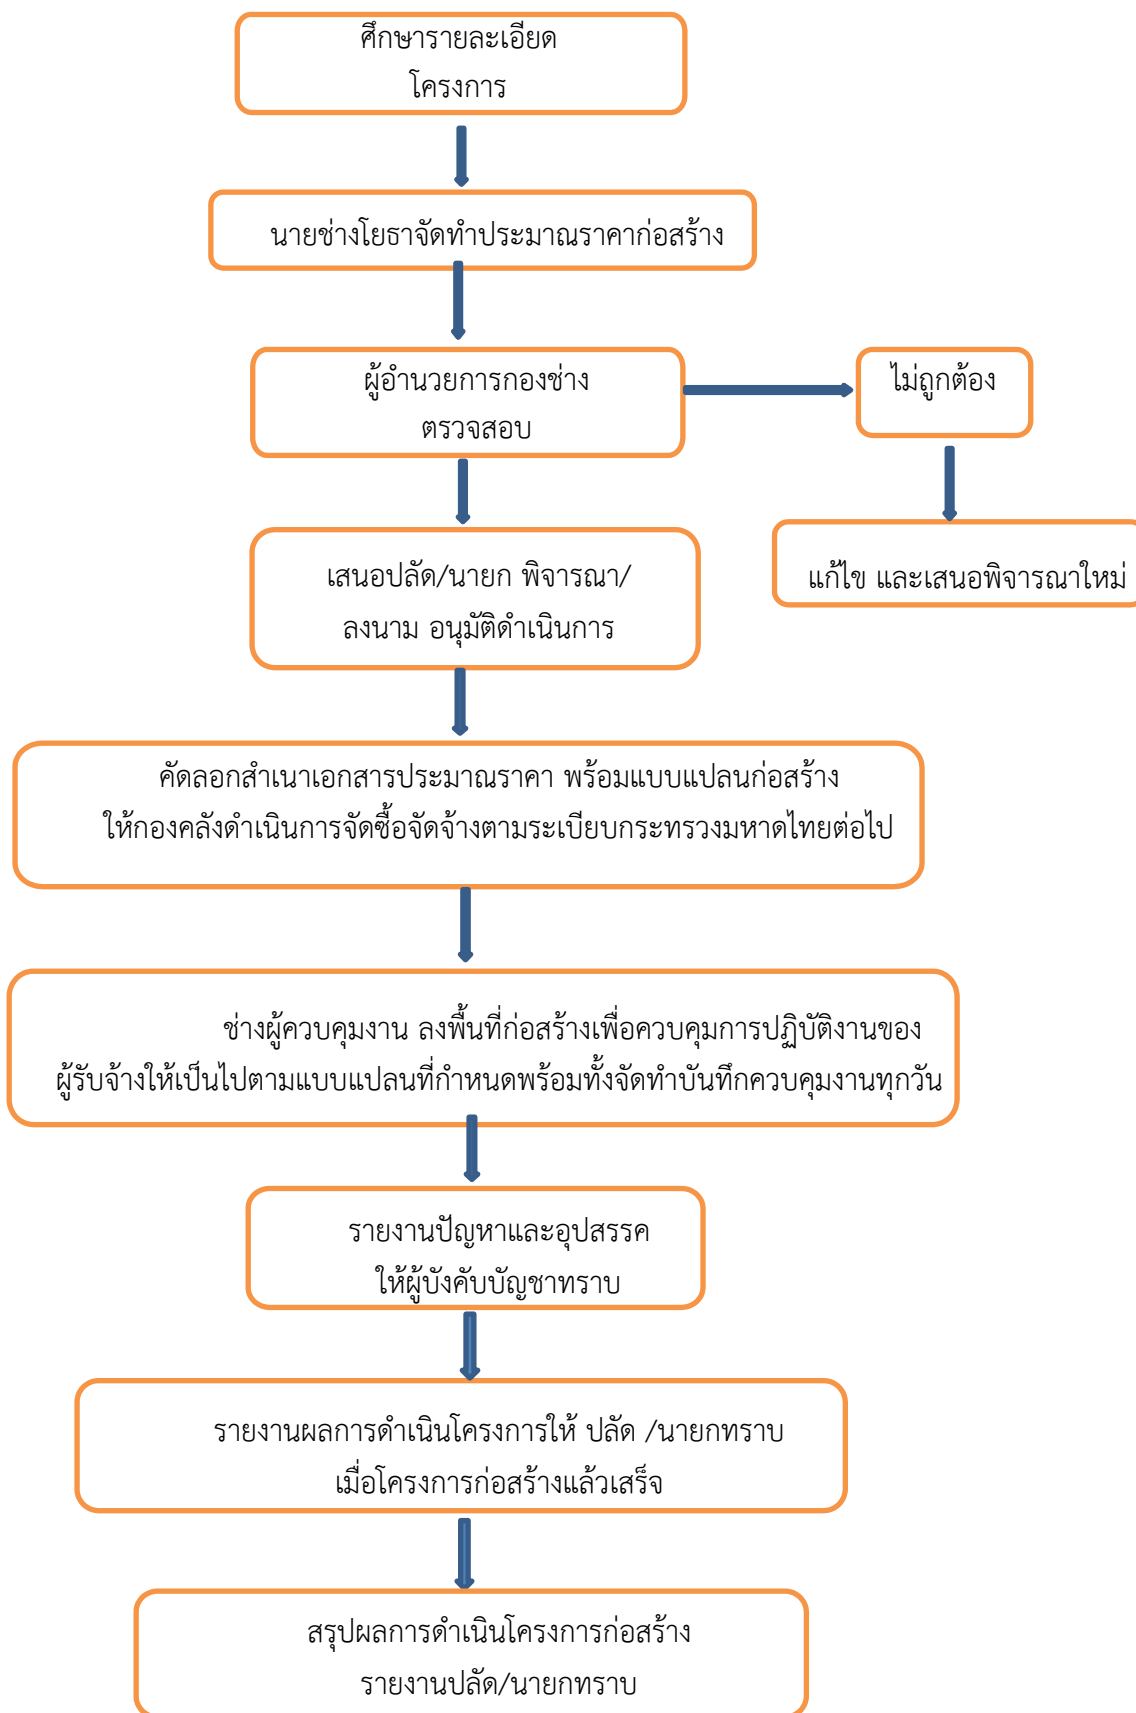 ศึกษารายละเอียด
โครงการ
นายช่างโยธาจัดทำประมาณราคาก่อสร้าง
ผู้อำนวยการกองช่าง
ตรวจสอบ
ไม่ถูกต้อง
เสนอปลัด/นายก พิจารณา/
ลงนาม อนุมัติดำเนินการ
แก้ไข และเสนอพิจารณาใหม่
คัดลอกสำเนาเอกสารประมาณราคา พร้อมแบบแปลนก่อสร้าง
ให้กองคลังดำเนินการจัดซื้อจัดจ้างตามระเบียบกระทรวงมหาดไทยต่อไป
ช่างผู้ควบคุมงาน ลงพื้นที่ก่อสร้างเพื่อควบคุมการปฏิบัติงานของ
ผู้รับจ้างให้เป็นไปตามแบบแปลนที่กำหนดพร้อมทั้งจัดทำบันทึกควบคุมงานทุกวัน
รายงานปัญหาและอุปสรรค
ให้ผู้บังคับบัญชาทราบ
รายงานผลการดำเนินโครงการให้ ปลัด /นายกทราบ
เมื่อโครงการก่อสร้างแล้วเสร็จ
สรุปผลการดำเนินโครงการก่อสร้าง
รายงานปลัด/นายกทราบ